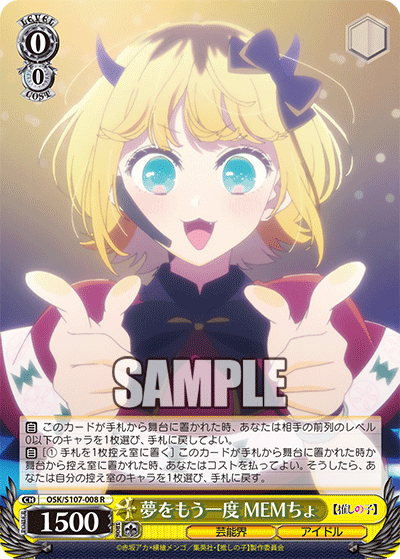 LEVEL
0
0
COST
SAMPLE
自 このカードが手札から舞台に置かれた時、あなたは相手の前列のレベル
0以下のキャラを1枚選び、手札に戻してよい。
自 [① 手札を1枚控え室に置く] このカードが手札から舞台に置かれた時か
舞台から控え室に置かれた時、あなたはコストを払ってよい。そうしたら、あ
なたは自分の控え室のキャラを1枚選び、手札に戻す。
CH OSK/S107-008 R
夢をもう一度 MEMちょ
【推しの子】
POWER
1500
芸能界
アイドル
©赤坂アカ×横槍メンゴ/集英社・【推しの子】製作委員会